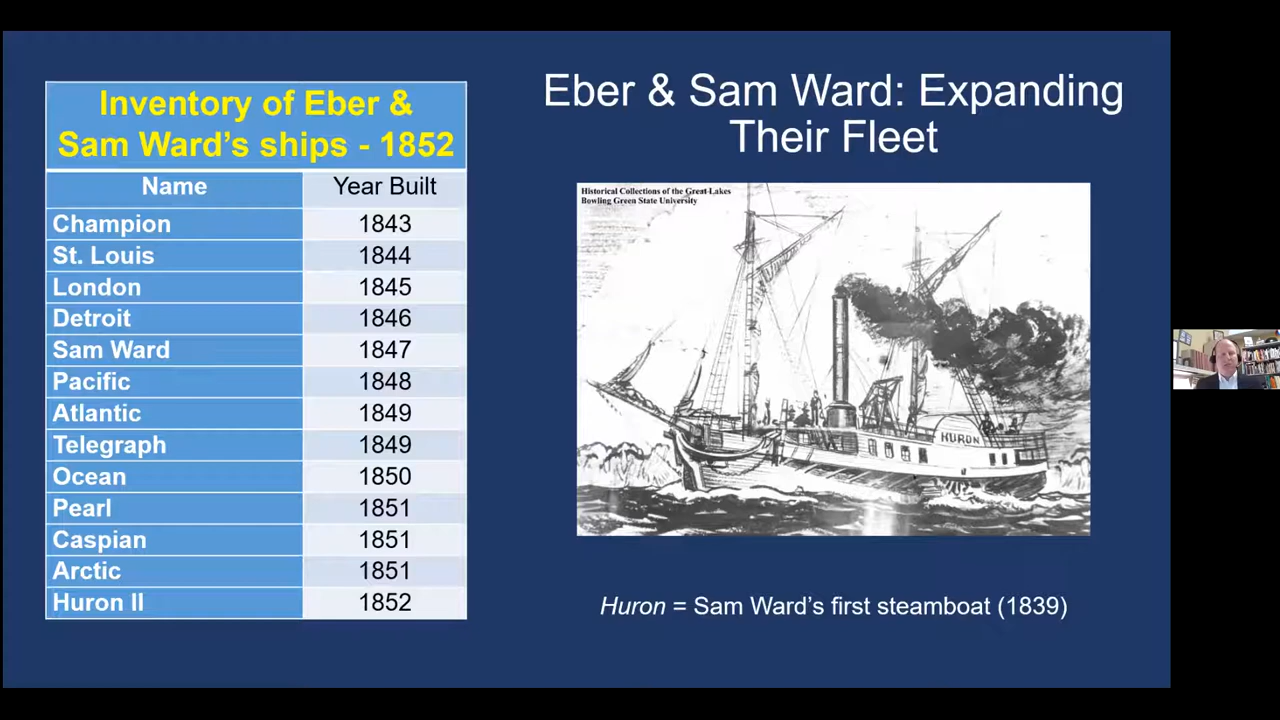 Inventory of Eber &
Sam Ward's ships - 1852
Name Year Built
Champion 1843
St. Louis 1844
London 1845
Detroit 1846
Sam Ward 1847
Pacific 1848
Atlantic 1849
Telegraph 1849
Ocean 1850
Pearl 1851
Caspian 1851
Arctic 1851
Huron II 1852
Eber & Sam Ward: Expanding
Their Fleet
Historical Collections of the Great Lakes
Bowling Green State University
HURON
Huron = Sam Ward's first steamboat (1839)